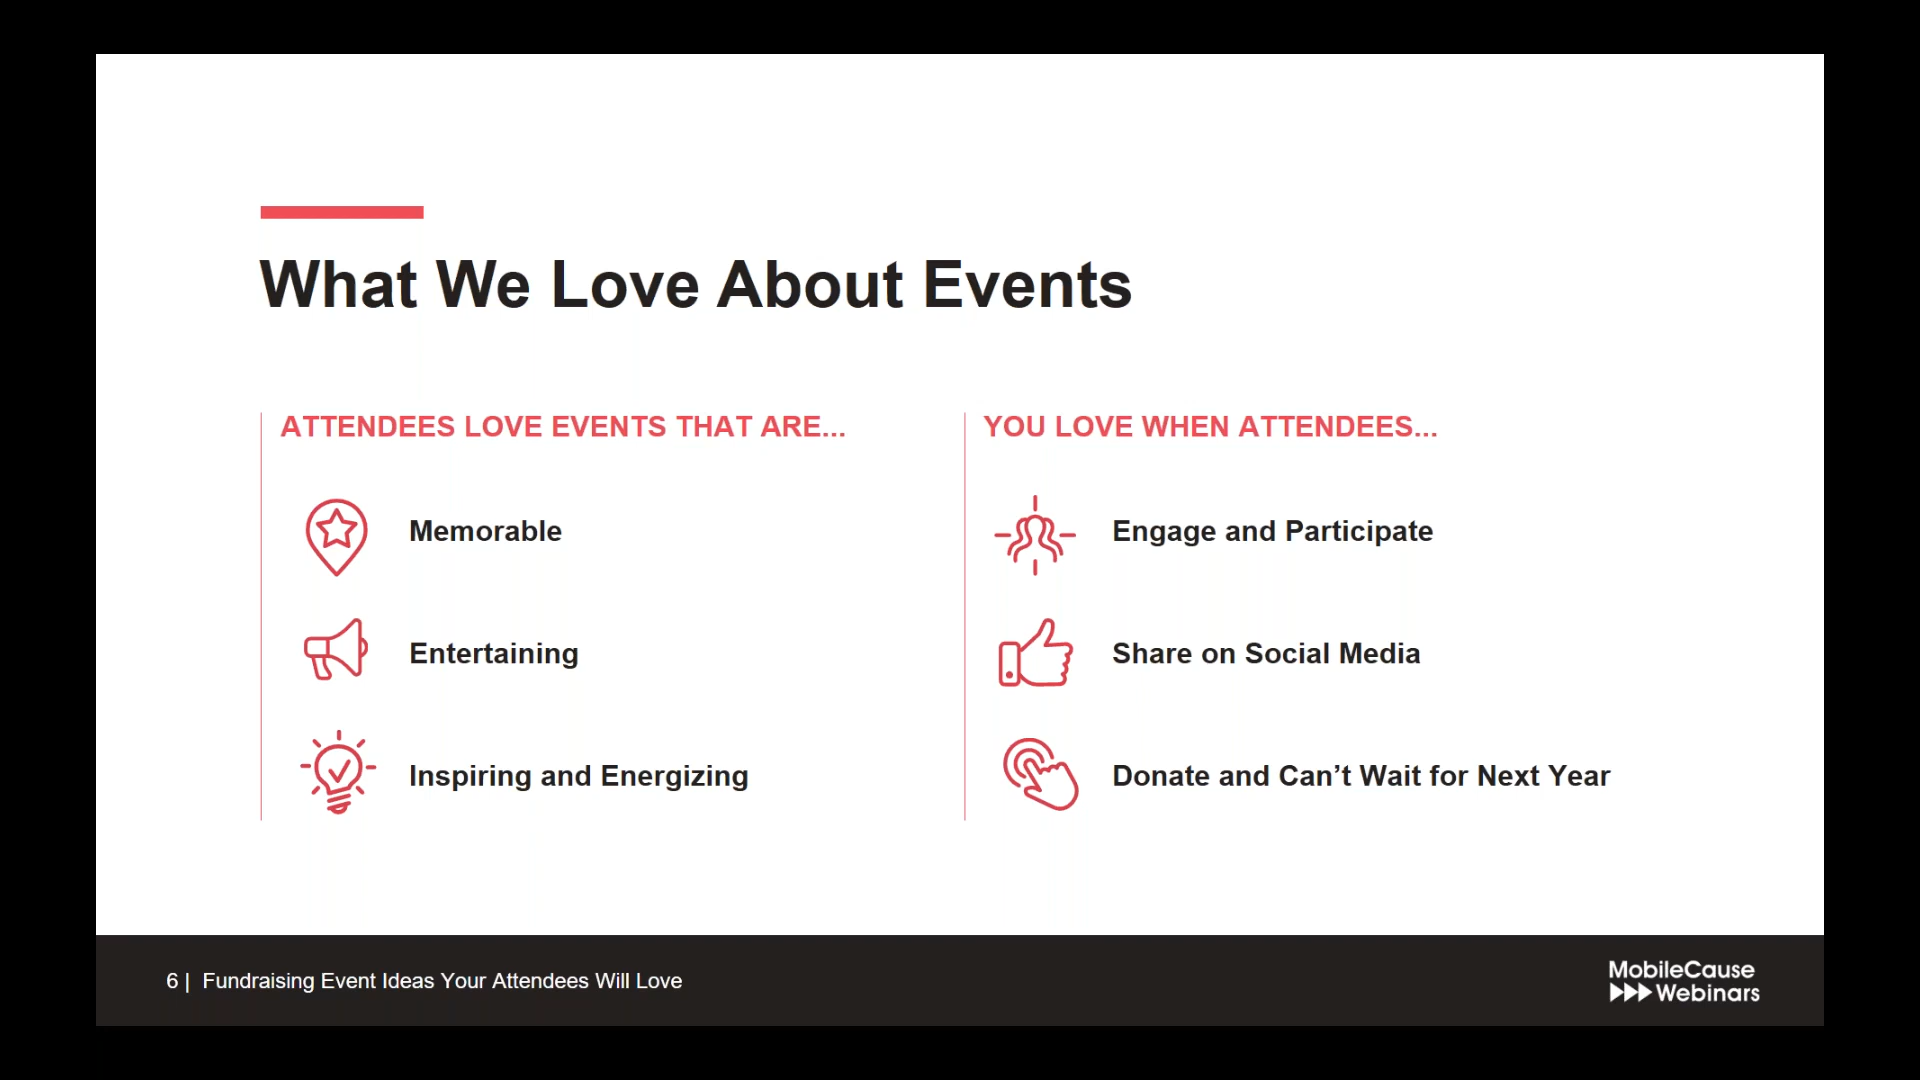 What We Love About Events
ATTENDEES LOVE EVENTS THAT ARE...
Memorable
Entertaining
Inspiring and Energizing
YOU LOVE WHEN ATTENDEES...
Engage and Participate
Share on Social Media
Donate and Can’t Wait for Next Year
6 | Fundraising Event Ideas Your Attendees Will Love
MobileCause
Webinars